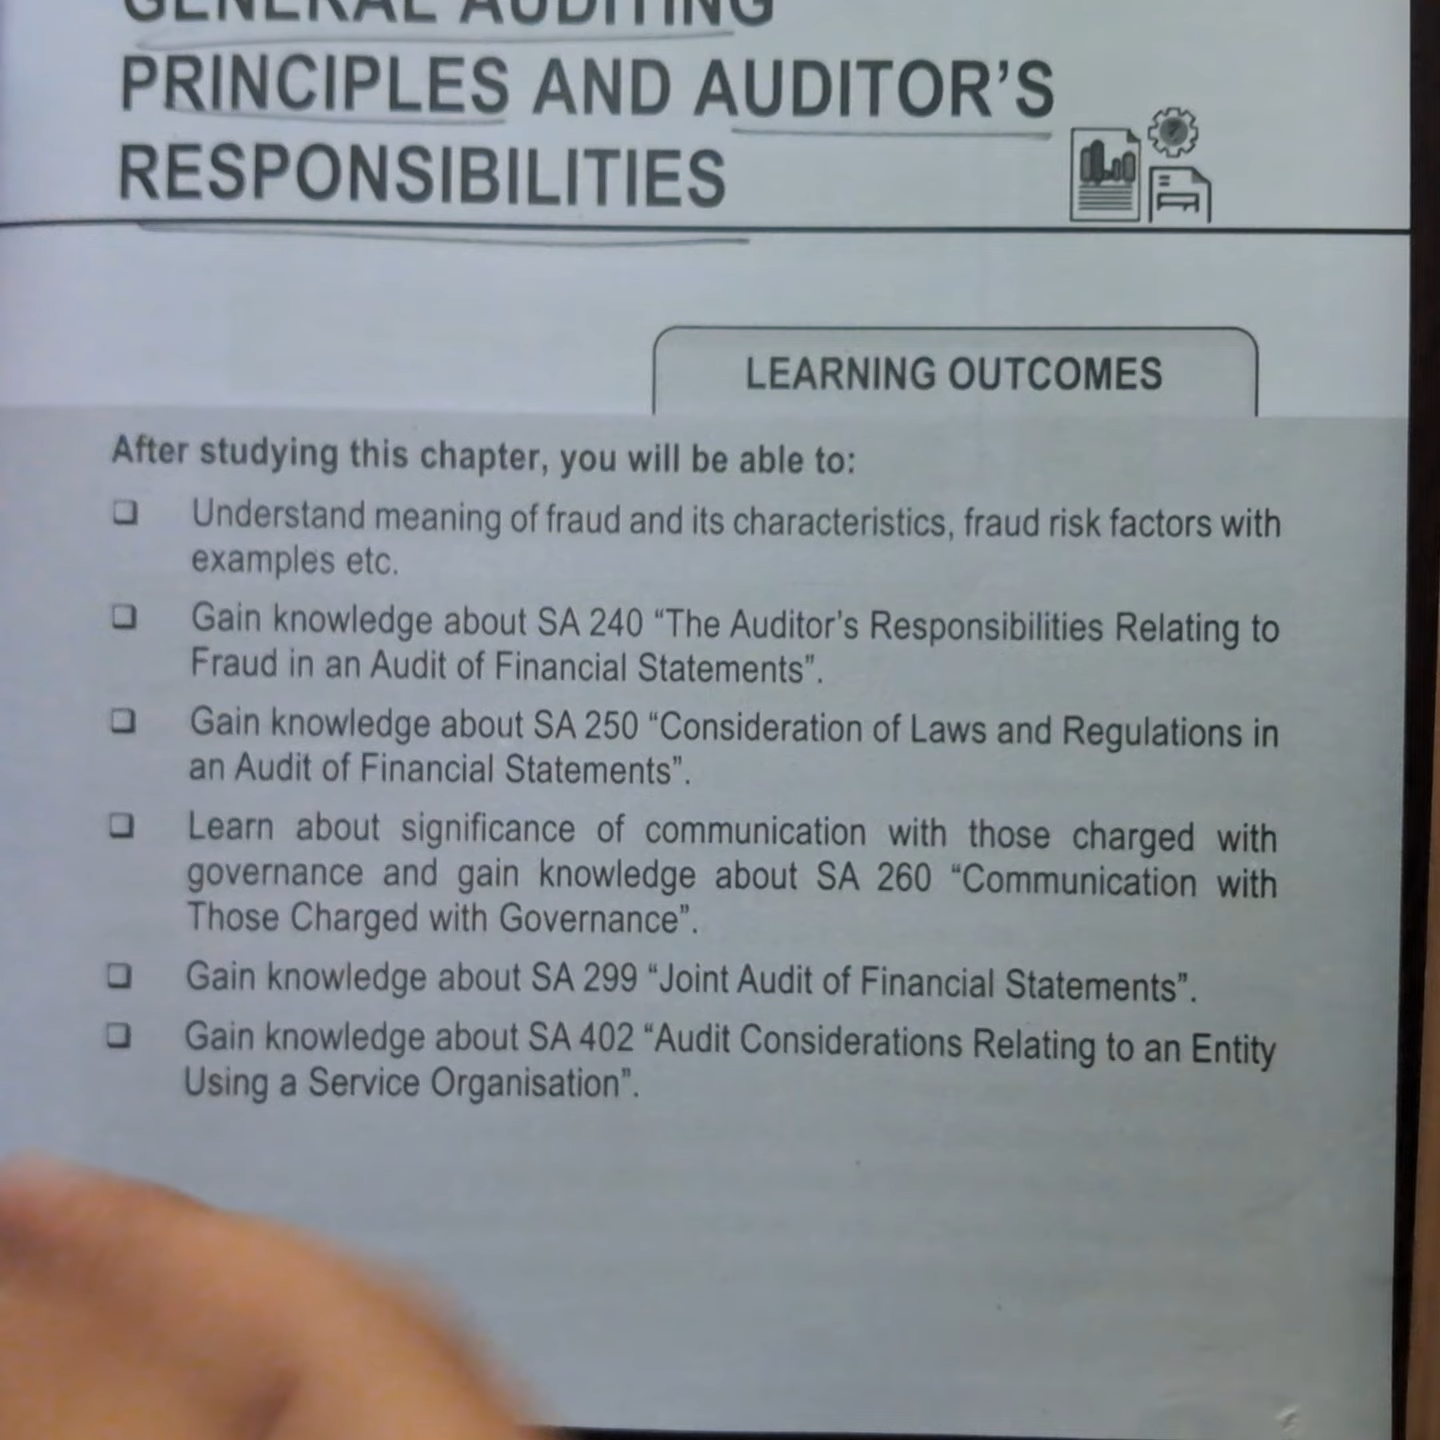 GENERAL AUDITING
PRINCIPLES AND AUDITOR’S
RESPONSIBILITIES
LEARNING OUTCOMES
After studying this chapter, you will be able to:
❑ Understand meaning of fraud and its characteristics, fraud risk factors with
examples etc.
❑ Gain knowledge about SA 240 “The Auditor’s Responsibilities Relating to
Fraud in an Audit of Financial Statements”.
❑ Gain knowledge about SA 250 “Consideration of Laws and Regulations in
an Audit of Financial Statements”.
❑ Learn about significance of communication with those charged with
governance and gain knowledge about SA 260 “Communication with
Those Charged with Governance”.
❑ Gain knowledge about SA 299 “Joint Audit of Financial Statements”.
❑ Gain knowledge about SA 402 “Audit Considerations Relating to an Entity
Using a Service Organisation”.